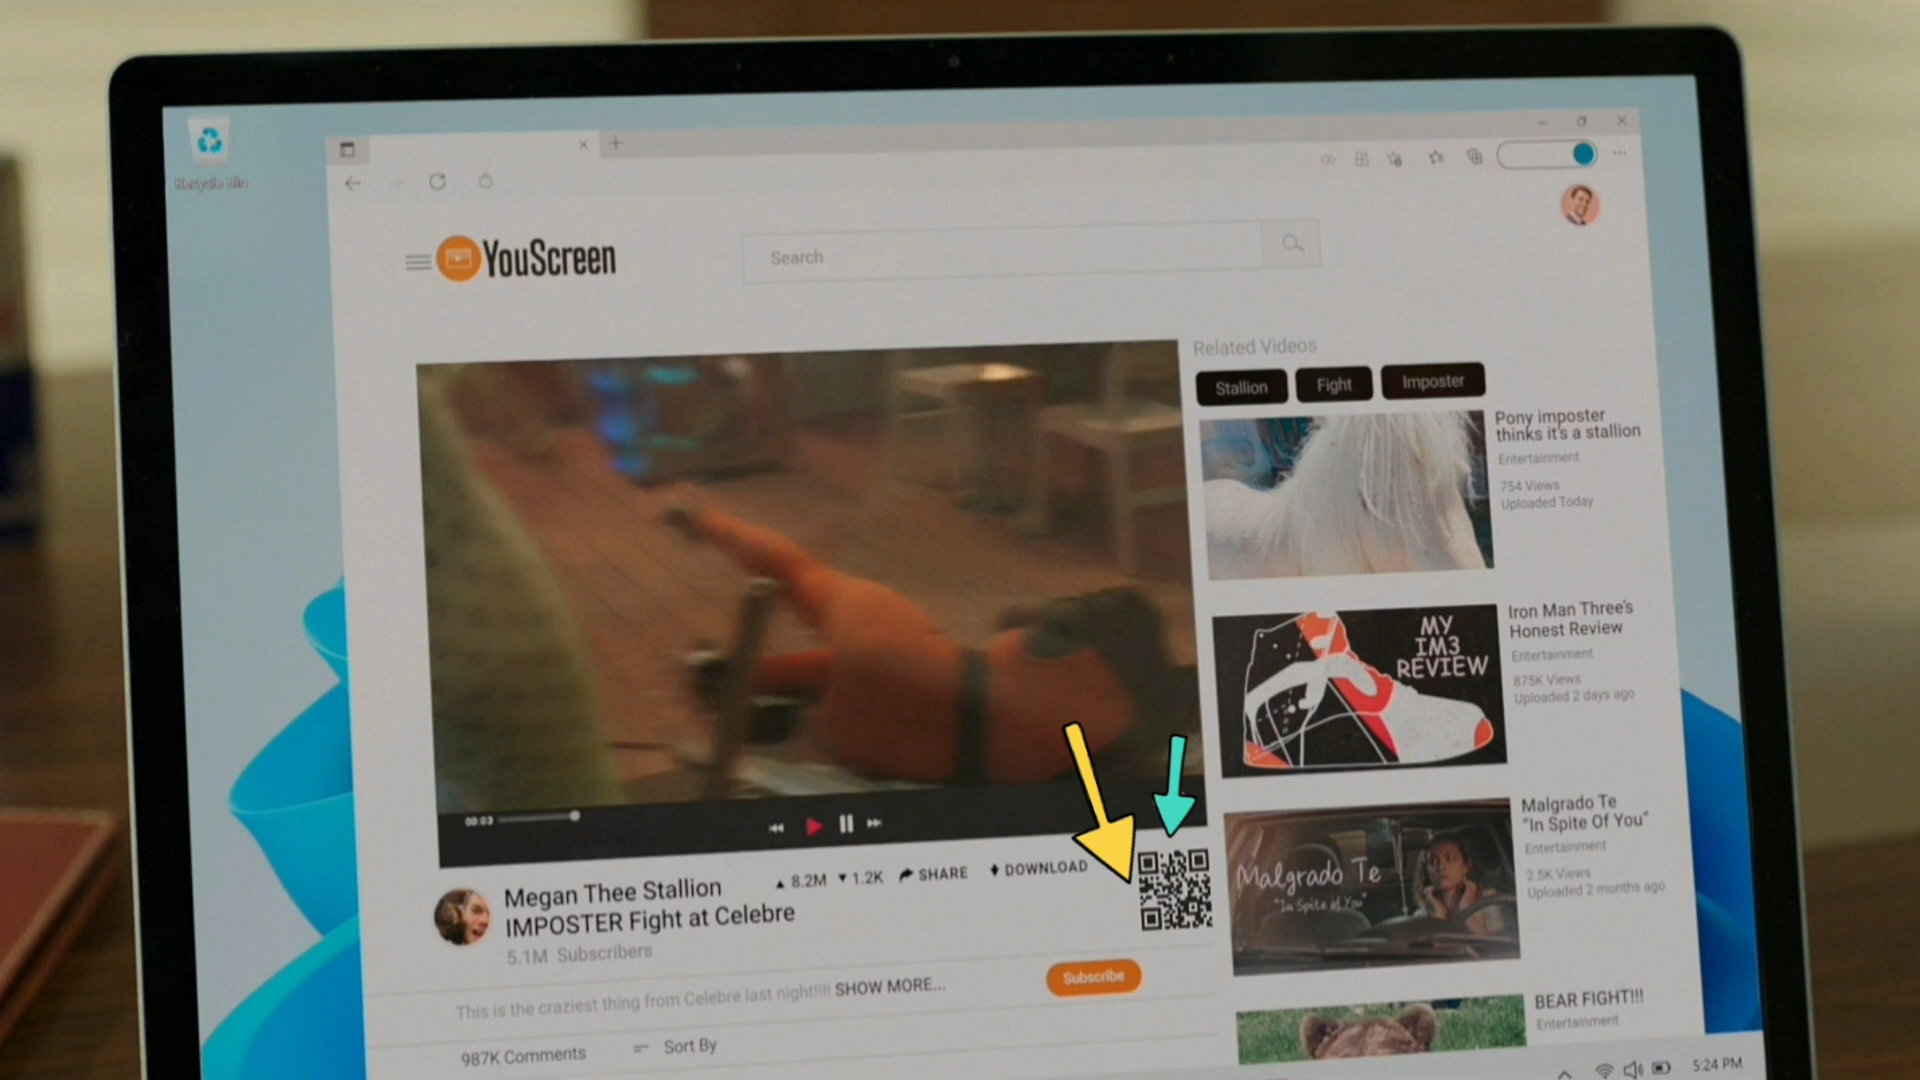 Recycle Bin
YouScreen
Search
Related Videos
Stallion
Fight
Imposter
Pony imposter
thinks it's a stallion
Entertainment
754 Views
Uploaded Today
MY
IM3
REVIEW
Iron Man Three's
Honest Review
Entertainment
875K Views
Uploaded 2 days ago
Malgrado Te
"In Spite of You"
Malgrado Te
"In Spite Of You"
Entertainment
2.5K Views
Uploaded 2 months ago
BEAR FIGHT!!!
Entertainment
00:03
8.2M
1.2K
SHARE
DOWNLOAD
Megan Thee Stallion
IMPOSTER Fight at Celebre
5.1M Subscribers
This is the craziest thing from Celebre last night!!!! SHOW MORE...
Subscribe
987K Comments
Sort By
5:24 PM